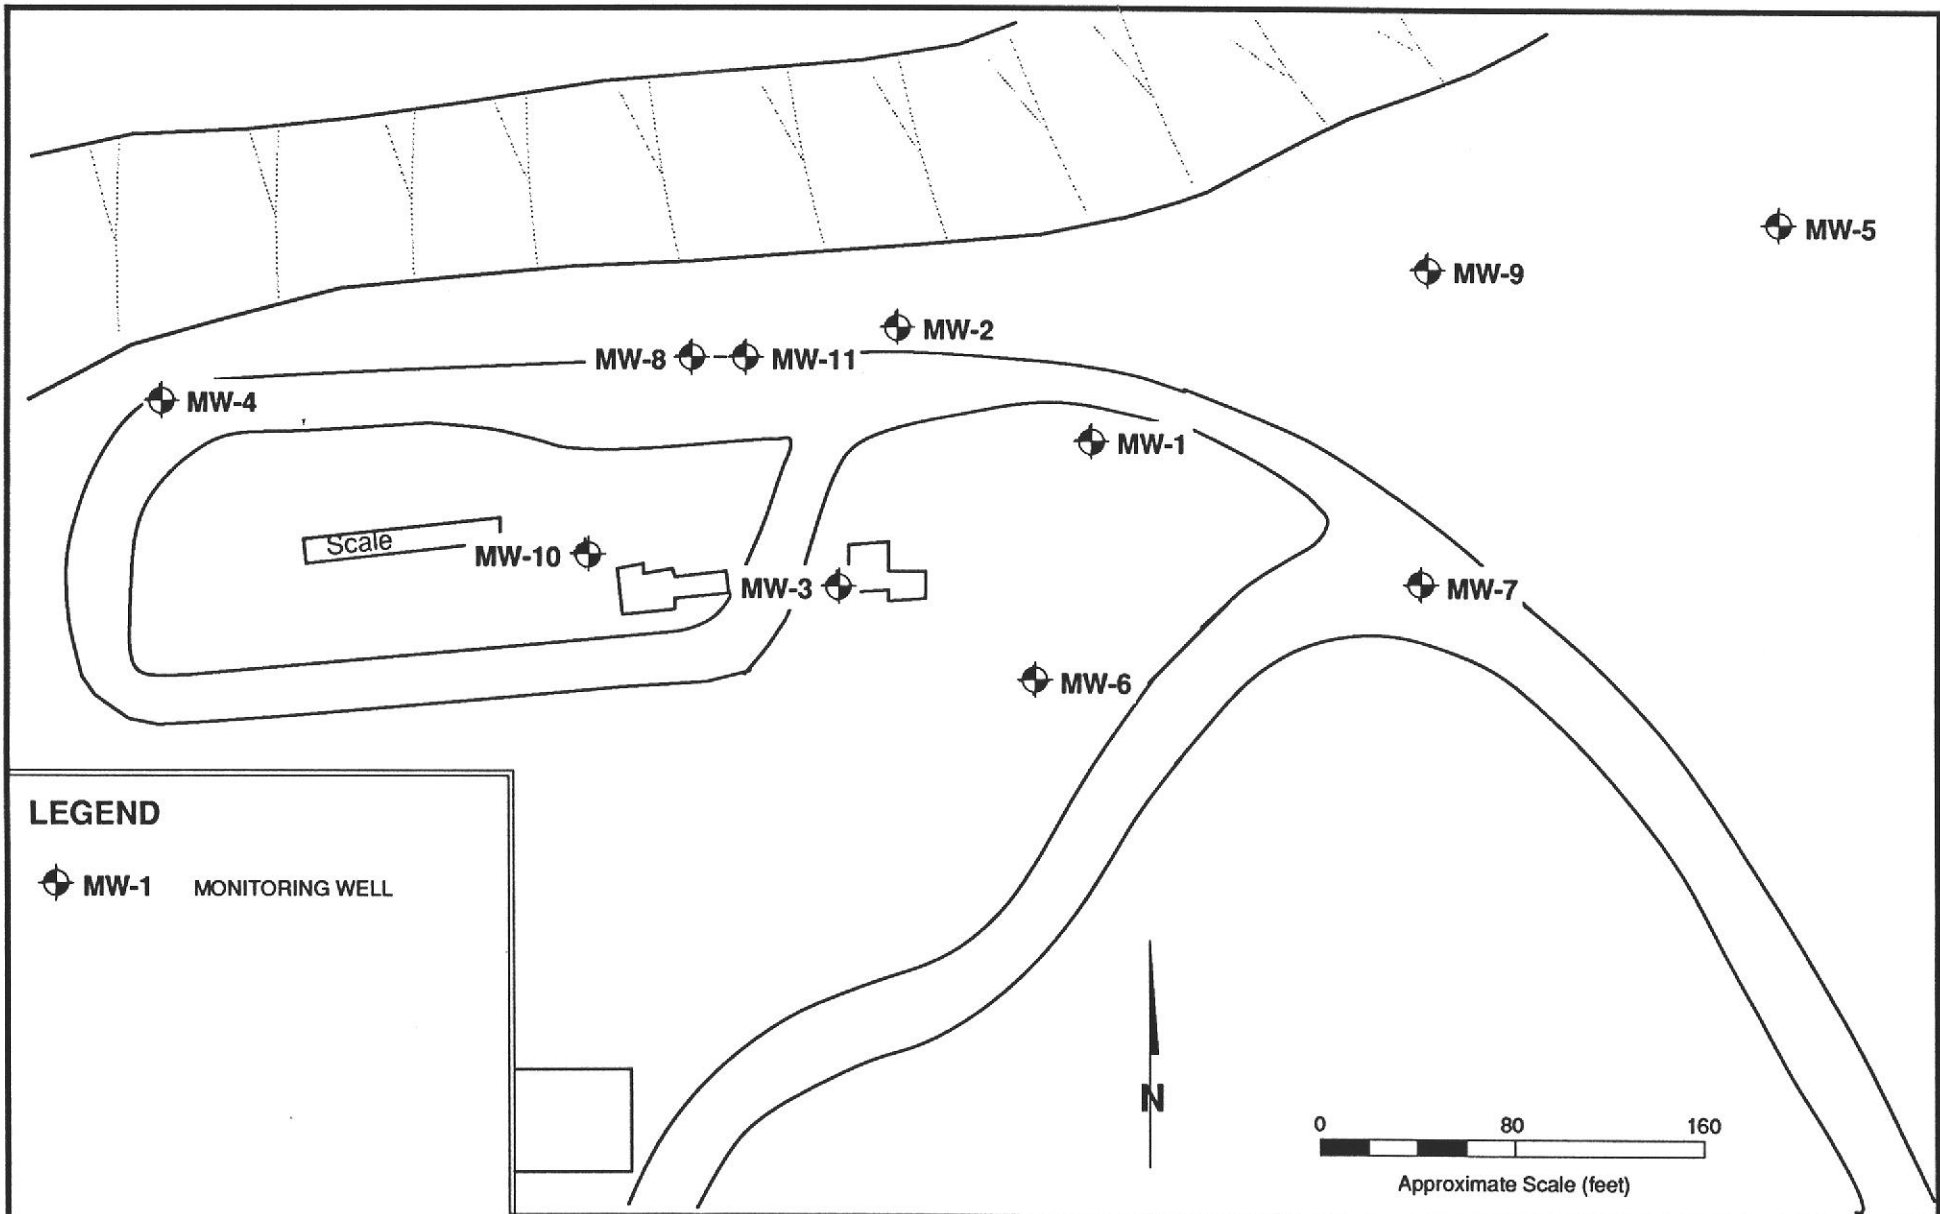 MW-5
MW-9
MW-2
MW-8
MW-11
MW-4
MW-1
Scale
MW-10
MW-3
MW-7
MW-6
LEGEND
MW-1 MONITORING WELL
N
0 80 160
Approximate Scale (feet)